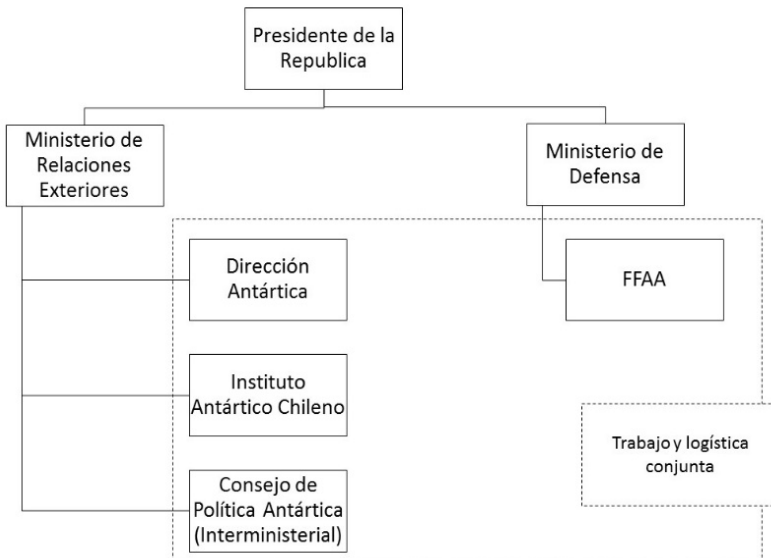 Presidente de la
Republica
Ministerio de
Relaciones
Exteriores
Ministerio de
Defensa
Dirección
Antártica
FFAA
Instituto
Antártico Chileno
Trabajo y logística
conjunta
Consejo de
Política Antártica
(Interministerial)